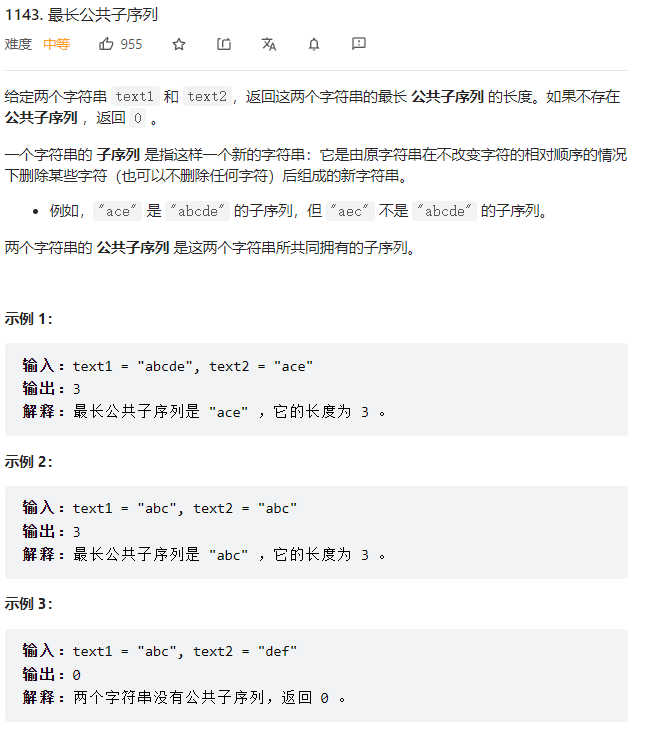 1143. 最长公共子序列
难度 中等 955
给定两个字符串 text1 和 text2，返回这两个字符串的最长 公共子序列 的长度。如果不存在
公共子序列 ，返回 0 。
一个字符串的 子序列 是指这样一个新的字符串：它是由原字符串在不改变字符的相对顺序的情况
下删除某些字符（也可以不删除任何字符）后组成的新字符串。
• 例如，"ace" 是 "abcde" 的子序列，但 "aec" 不是 "abcde" 的子序列。
两个字符串的 公共子序列 是这两个字符串所共同拥有的子序列。
示例 1：
输入：text1 = "abcde", text2 = "ace"
输出：3
解释：最长公共子序列是 "ace" ，它的长度为 3 。
示例 2：
输入：text1 = "abc", text2 = "abc"
输出：3
解释：最长公共子序列是 "abc" ，它的长度为 3 。
示例 3：
输入：text1 = "abc", text2 = "def"
输出：0
解释：两个字符串没有公共子序列，返回 0 。